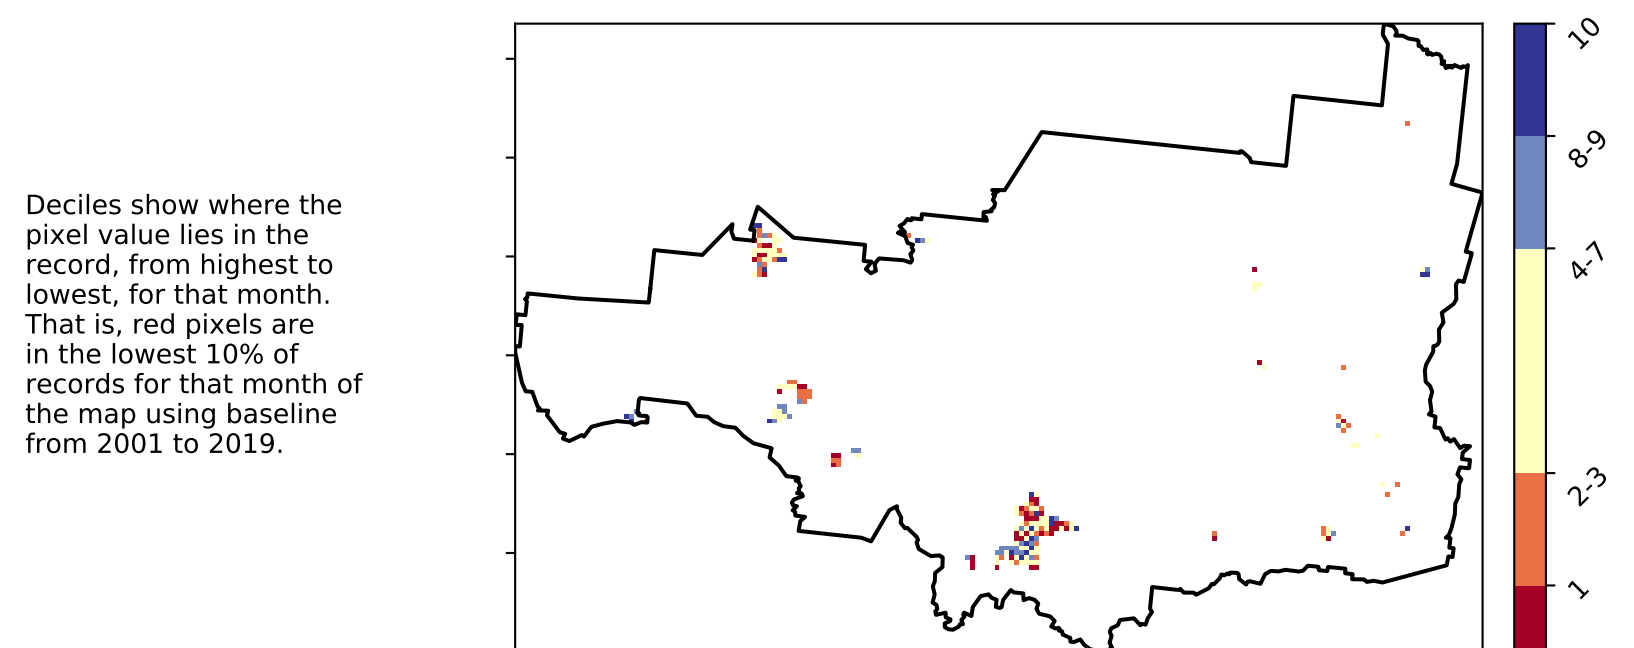 Deciles show where the
pixel value lies in the
record, from highest to
lowest, for that month.
That is, red pixels are
in the lowest 10% of
records for that month of
the map using baseline
from 2001 to 2019.
10
8-9
4-7
2-3
1